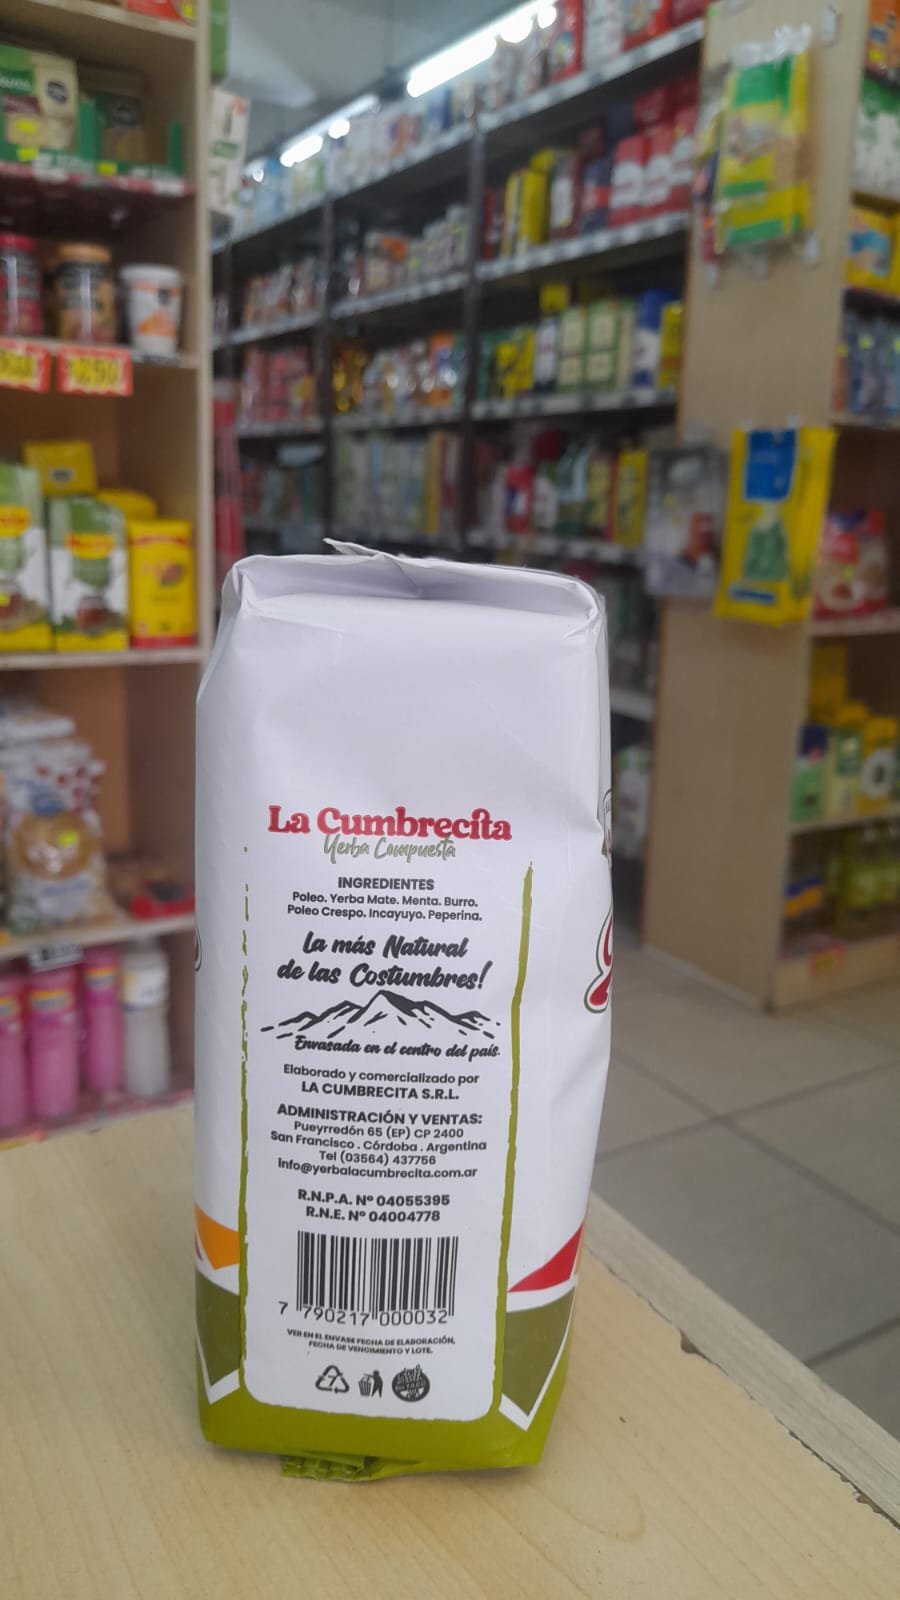 La Cumbrecita
Yerba Compuesta
INGREDIENTES
Poleo. Yerba Mate. Menta. Burro.
Poleo Crespo. Incayuyo. Peperina.
La más Natural
de las Costumbres!
Envasada en el centro del país.
Elaborado y comercializado por
LA CUMBRECITA S.R.L.
ADMINISTRACIÓN Y VENTAS:
Pueyrredón 65 (EP) CP 2400
San Francisco . Córdoba . Argentina
Tel (03564) 437756
Info@yerbalacumbrecita.com.ar
R.N.P.A. Nº 04055395
R.N.E. Nº 04004778
7 790217 000032
VER EN EL ENVASE FECHA DE ELABORACIÓN,
FECHA DE VENCIMIENTO Y LOTE.